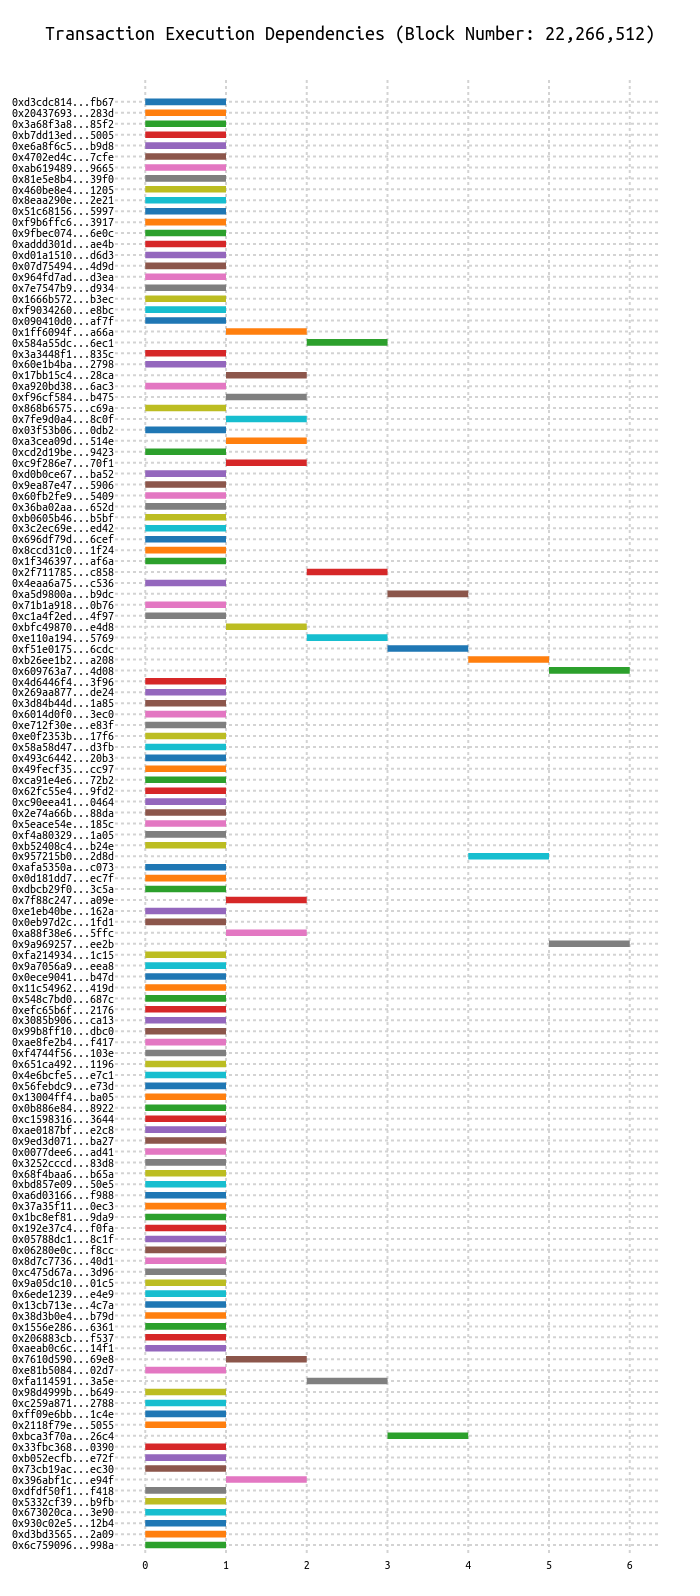 Transaction Execution Dependencies (Block Number: 22,266,512)
0xd3cdc814...fb67
0x20437693...283d
0x3a68f3a8...85f2
0xb7dd13ed...5005
0xe6a8f6c5...b9d8
0x4702ed4c...7cfe
0xab619489...9665
0x81e5e8b4...39f0
0x460be8e4...1205
0x8eaa290e...2e21
0x51c68156...5997
0xf9b6ffc6...3917
0x9fbec074...6e0c
0xaddd301d...ae4b
0xd01a1510...d6d3
0x07d75494...4d9d
0x964fd7ad...d3ea
0x7e7547b9...d934
0x1666b572...b3ec
0xf9034260...e8bc
0x090410d0...af7f
0x1ff6094f...a66a
0x584a55dc...6ec1
0x3a3448f1...835c
0x60e1b4ba...2798
0x17bb15c4...28ca
0xa920bd38...6ac3
0xf96cf584...b475
0x868b6575...c69a
0x7fe9d0a4...8c0f
0x03f53b06...0db2
0xa3cea09d...514e
0xcd2d19be...9423
0xc9f286e7...70f1
0xd0b0ce67...ba52
0x9ea87e47...5906
0x60fb2fe9...5409
0x36ba02aa...652d
0xb0605b46...b5bf
0x3c2ec69e...ed42
0x696df79d...6cef
0x8ccd31c0...1f24
0x1f346397...af6a
0x2f711785...c858
0x4eaa6a75...c536
0xa5d9800a...b9dc
0x71b1a918...0b76
0xc1a4f2ed...4f97
0xbfc49870...e4d8
0xe110a194...5769
0xf51e0175...6cdc
0xb26ee1b2...a208
0x609763a7...4d08
0x4d6446f4...3f96
0x269aa877...de24
0x3d84b44d...1a85
0x6014d0f0...3ec0
0xe712f30e...e83f
0xe0f2353b...17f6
0x58a58d47...d3fb
0x493c6442...20b3
0x49fecf35...cc97
0xca91e4e6...72b2
0x62fc55e4...9fd2
0xc90eea41...0464
0x2e74a66b...88da
0x5eace54e...185c
0xf4a80329...1a05
0xb52408c4...b24e
0x957215b0...2d8d
0xafa5350a...c073
0x0d181dd7...ec7f
0xdbcb29f0...3c5a
0x7f88c247...a09e
0xe1eb40be...162a
0x0eb97d2c...1fd1
0xa88f38e6...5ffc
0x9a969257...ee2b
0xfa214934...1c15
0x9a7056a9...eea8
0x0ece9041...b47d
0x11c54962...419d
0x548c7bd0...687c
0xefc65b6f...2176
0x3085b906...ca13
0x99b8ff10...dbc0
0xae8fe2b4...f417
0xf4744f56...103e
0x651ca492...1196
0x4e6bcfe5...e7c1
0x56febdc9...e73d
0x13004ff4...ba05
0x0b886e84...8922
0xc1598316...3644
0xae0187bf...e2c8
0x9ed3d071...ba27
0x0077dee6...ad41
0x3252cccd...83d8
0x68f4baa6...b65a
0xbd857e09...50e5
0xa6d03166...f988
0x37a35f11...0ec3
0x1bc8ef81...9da9
0x192e37c4...f0fa
0x05788dc1...8c1f
0x06280e0c...f8cc
0x8d7c7736...40d1
0xc475d67a...3d96
0x9a05dc10...01c5
0x6ede1239...e4e9
0x13cb713e...4c7a
0x38d3b0e4...b79d
0x1556e286...6361
0x206883cb...f537
0xaeab0c6c...14f1
0x7610d590...69e8
0xe81b5084...02d7
0xfa114591...3a5e
0x98d4999b...b649
0xc259a871...2788
0xff09e6bb...1c4e
0x2118f79e...5055
0xbca3f70a...26c4
0x33fbc368...0390
0xb052ecfb...e72f
0x73cb19ac...ec30
0x396abf1c...e94f
0xdfdf50f1...f418
0x5332cf39...b9fb
0x673020ca...3e90
0x930c02e5...12b4
0xd3bd3565...2a09
0x6c759096...998a
0 1 2 3 4 5 6